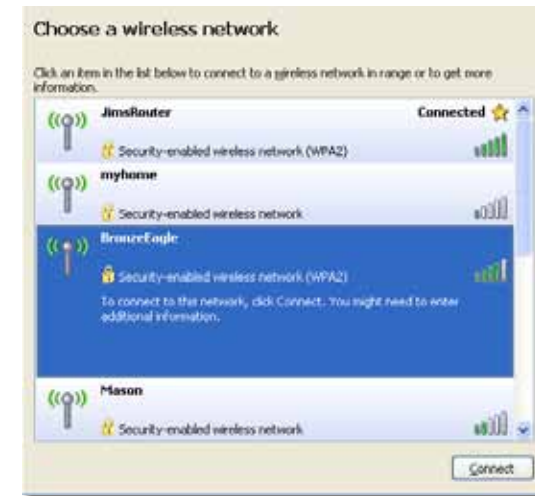 Choose a wireless network
Click an item in the list below to connect to a wireless network in range or to get more
information.
JimsRouter Connected
Security-enabled wireless network (WPA2)
myhome
Security-enabled wireless network
BronzeEagle
Security-enabled wireless network (WPA2)
To connect to this network, click Connect. You might need to enter
additional information.
Mason
Security-enabled wireless network
Connect